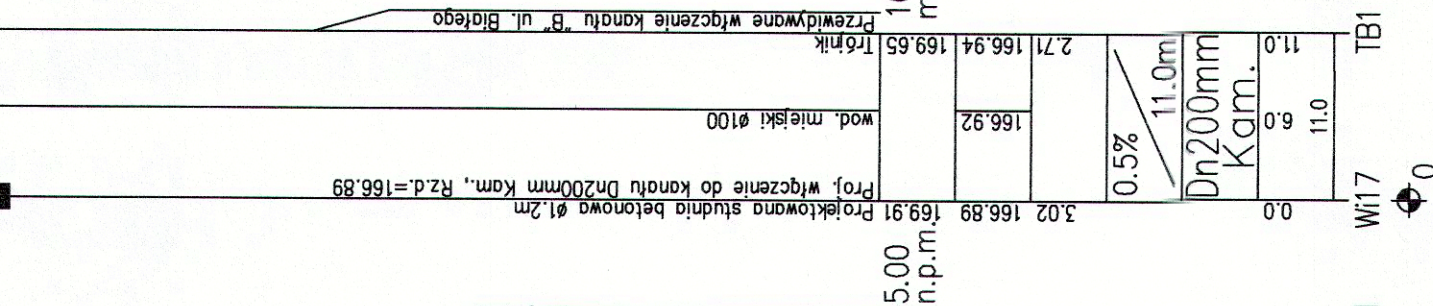 Przewidywane włączenie kanału "B" ul. Białego
Trójnik 169.65 166.94 2.71 11.0
wod. miejski ø100 166.92 6.0
Proj. włączenie do kanału Dn200mm Kam., Rz.d.=166.89
Projektowana studnia betonowa ø1.2m 169.91 166.89 3.02 0.0
5.00
n.p.m.
0.5%
11.0m
Dn200mm
Kam.
11.0
Wi17
TB1
0